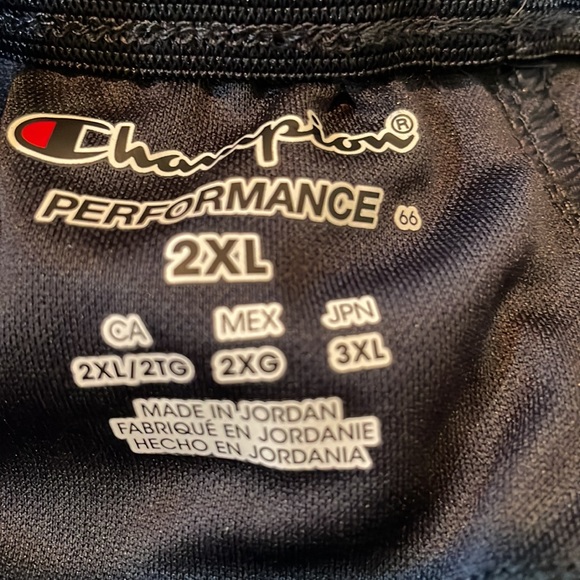 Champion®
PERFORMANCE 66
2XL
CA MEX JPN
2XL/2TG 2XG 3XL
MADE IN JORDAN
FABRIQUÉ EN JORDANIE
HECHO EN JORDANIA